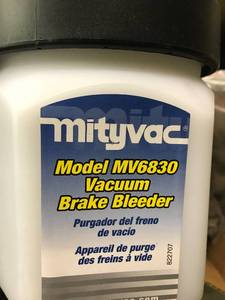 mityvac®
Model MV6830
Vacuum
Brake Bleeder
Purgador del freno
de vacío
Appareil de purge
des freins à vide
822707